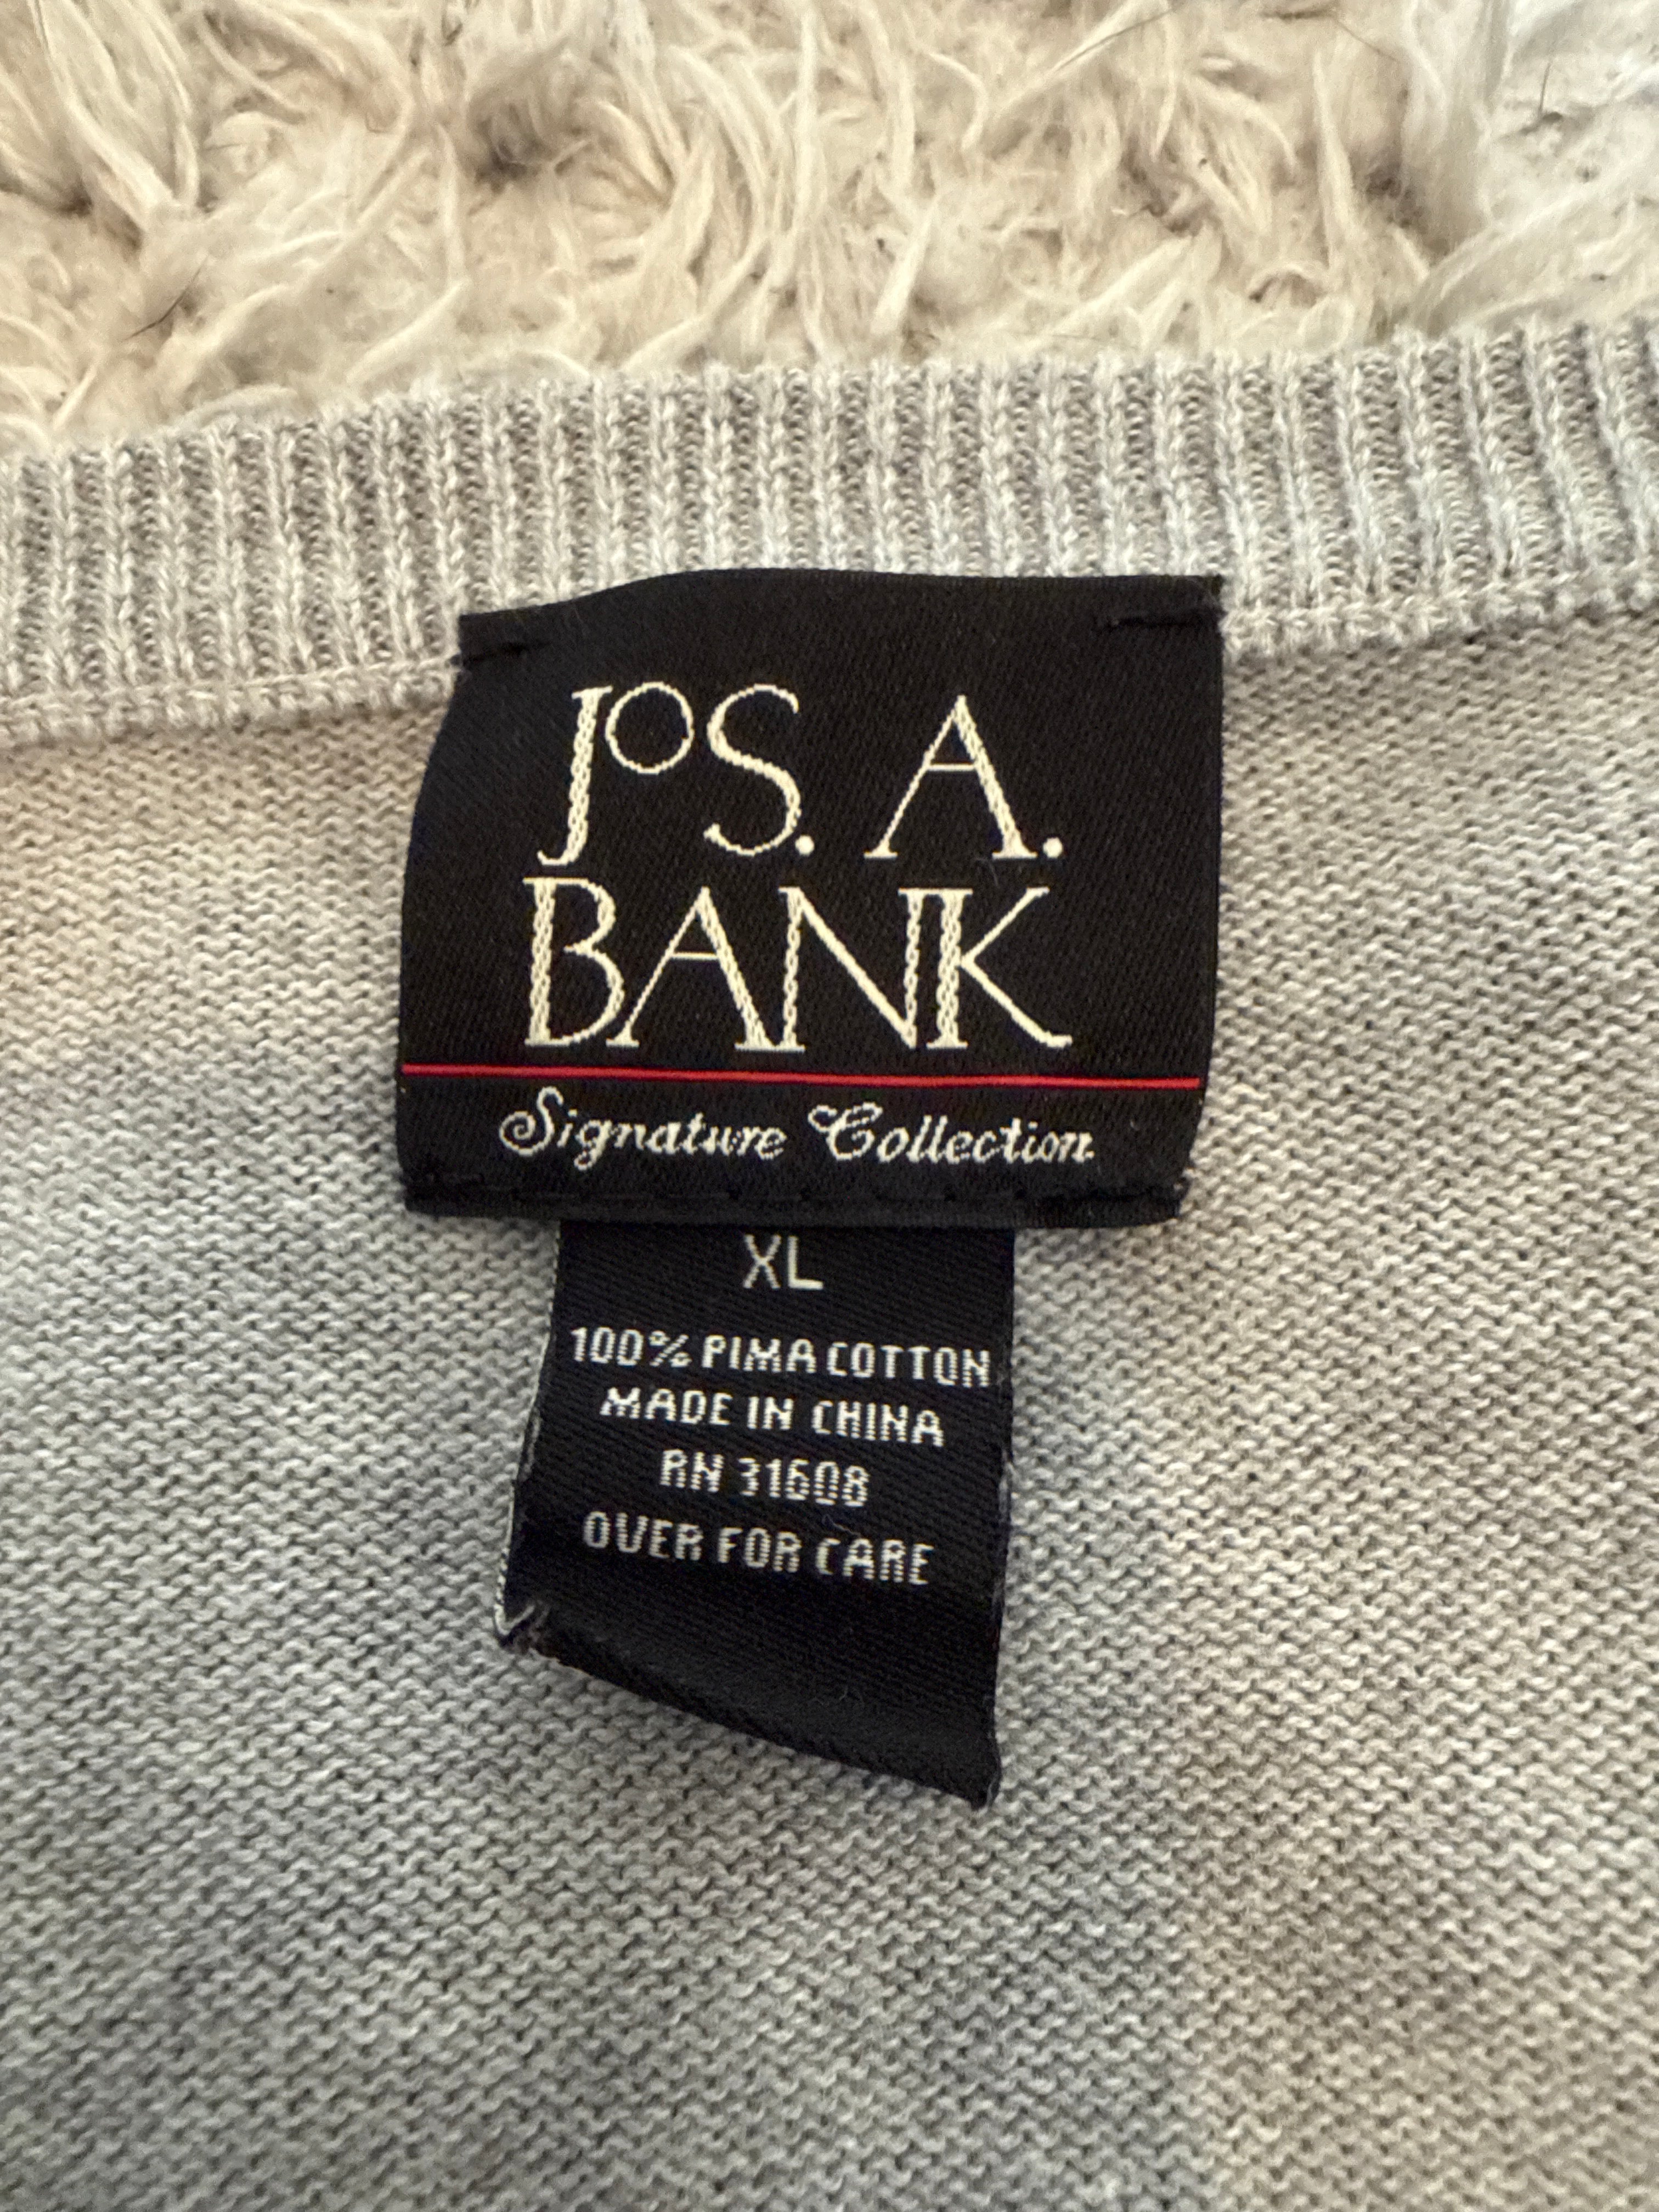 JOS. A.
BANK
Signature Collection
XL
100% PIMA COTTON
MADE IN CHINA
RN 31608
OVER FOR CARE